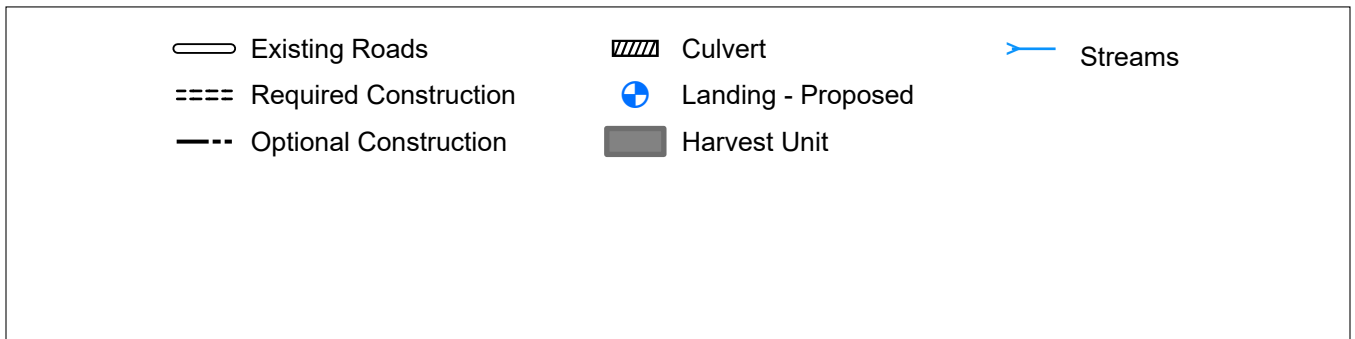 Existing Roads
Required Construction
Optional Construction
Culvert
Landing - Proposed
Harvest Unit
Streams